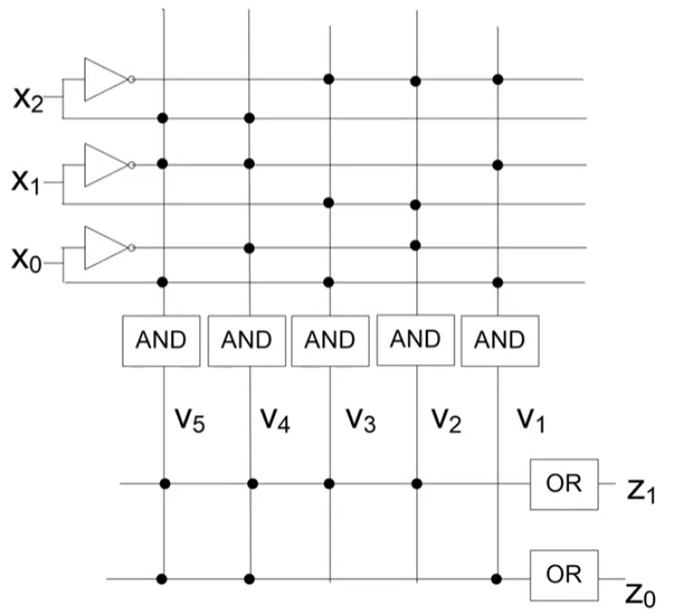 X₂
X₁
X₀
AND AND AND AND AND
V₅ V₄ V₃ V₂ V₁
OR Z₁
OR Z₀